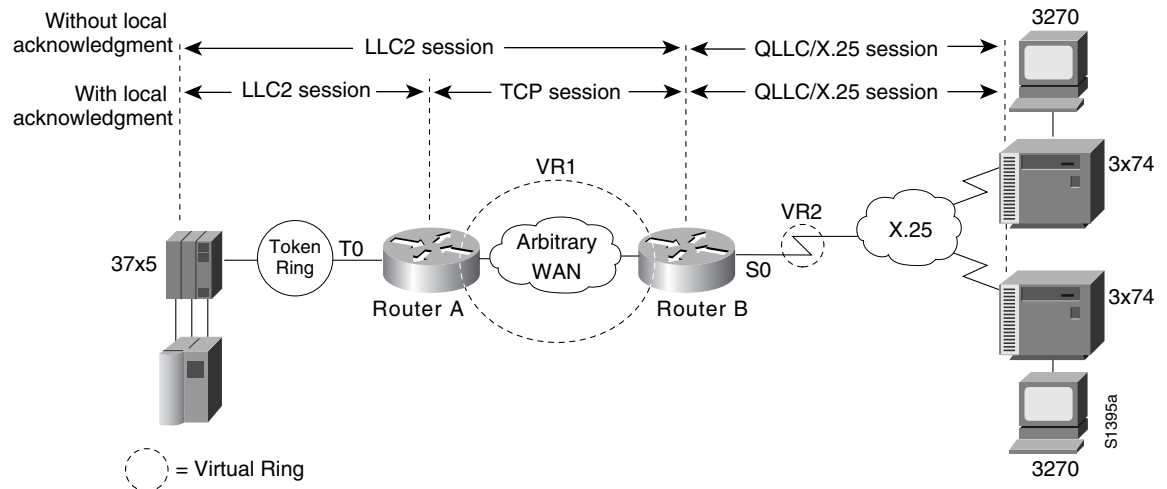 Without local
acknowledgment
LLC2 session
QLLC/X.25 session
3270
With local
acknowledgment
LLC2 session
TCP session
QLLC/X.25 session
3x74
VR1
VR2
X.25
37x5
Token
Ring
T0
Arbitrary
WAN
S0
Router A
Router B
3x74
S1395a
= Virtual Ring
3270